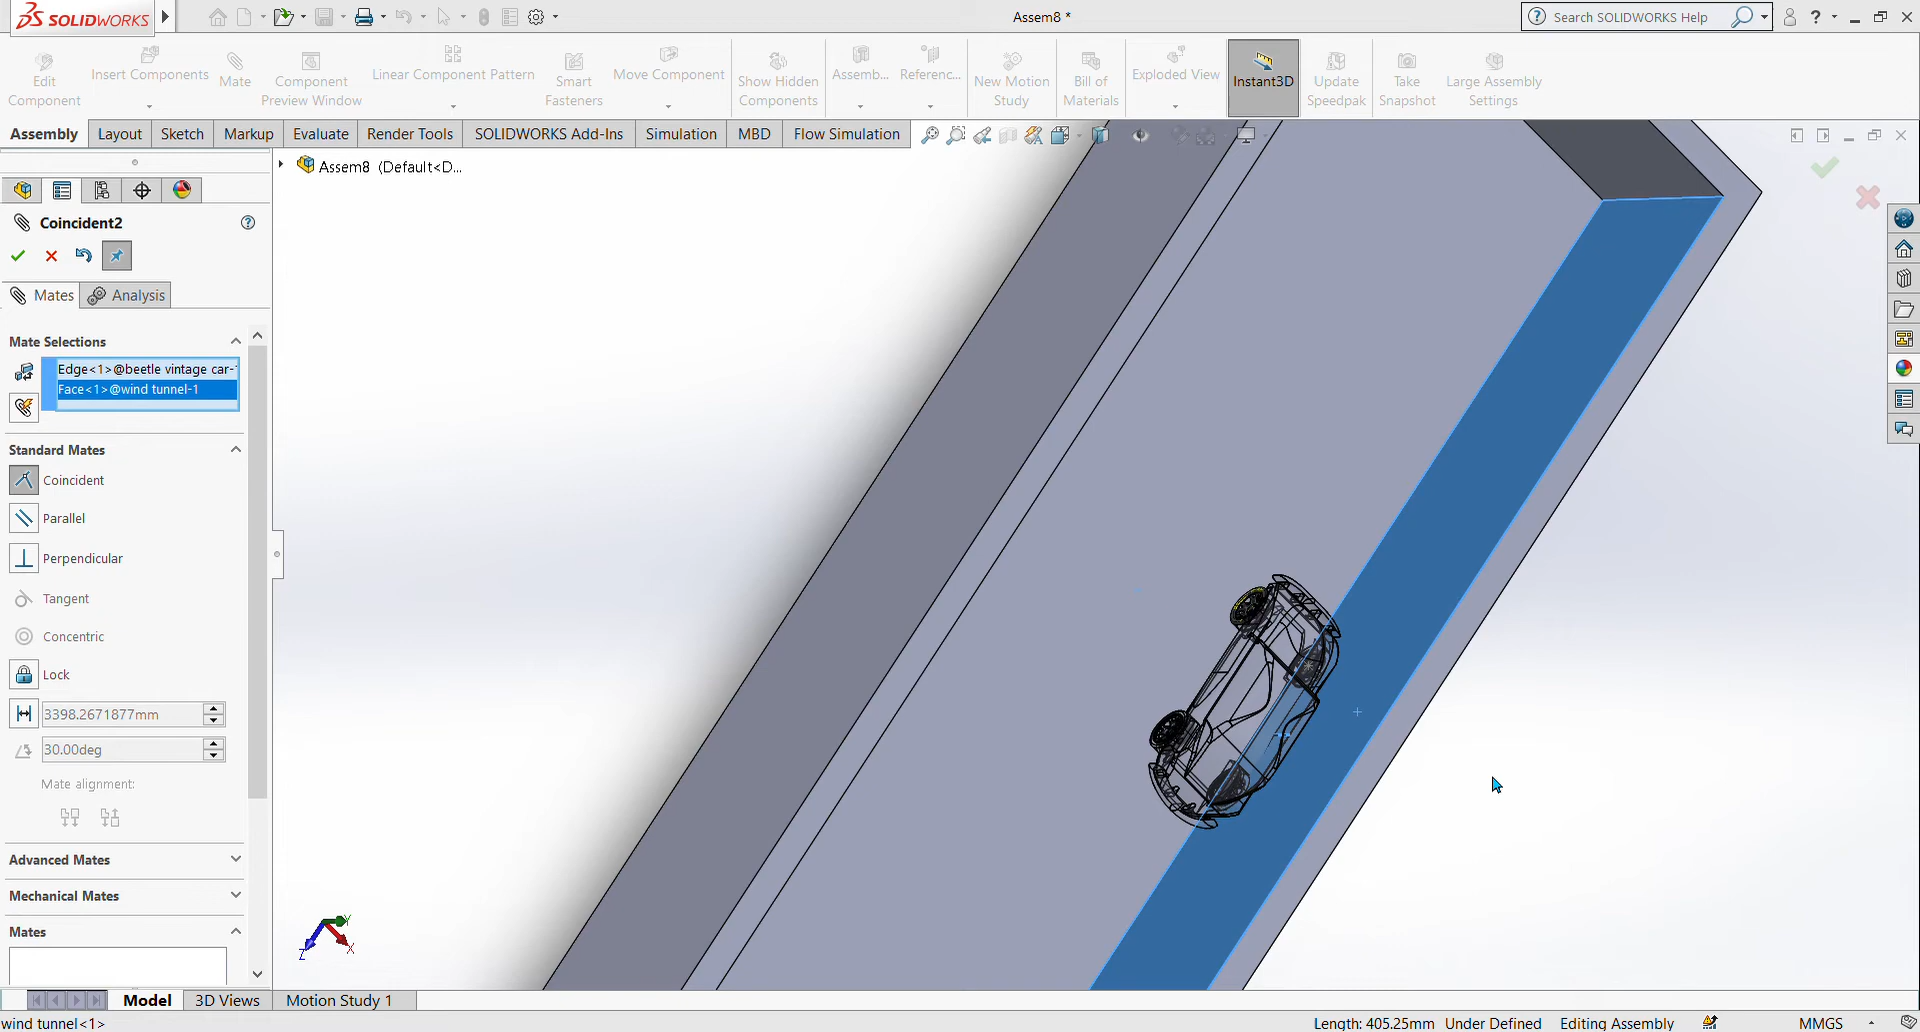 SOLIDWORKS
Assem8 *
Search SOLIDWORKS Help
Edit Component
Insert Components
Mate
Component Preview Window
Linear Component Pattern
Smart Fasteners
Move Component
Show Hidden Components
Assemb...
Referenc...
New Motion Study
Bill of Materials
Exploded View
Instant3D
Update Speedpak
Take Snapshot
Large Assembly Settings
Assembly
Layout
Sketch
Markup
Evaluate
Render Tools
SOLIDWORKS Add-Ins
Simulation
MBD
Flow Simulation
Assem8 (Default<D...
Coincident2
Mates
Analysis
Mate Selections
Edge<1>@beetle vintage car-
Face<1>@wind tunnel-1
Standard Mates
Coincident
Parallel
Perpendicular
Tangent
Concentric
Lock
3398.2671877mm
30.00deg
Mate alignment:
Advanced Mates
Mechanical Mates
Mates
Y
X
Z
Model
3D Views
Motion Study 1
wind tunnel<1>
Length: 405.25mm
Under Defined
Editing Assembly
MMGS